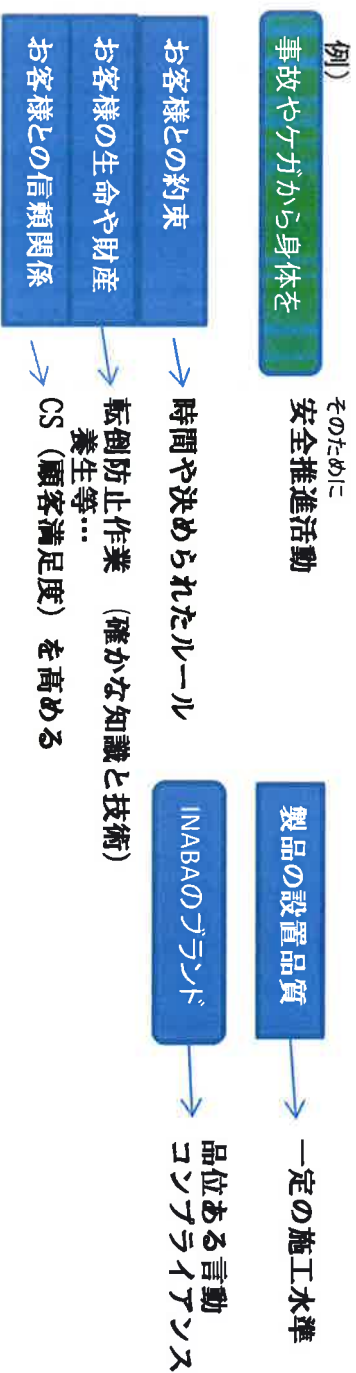 例）
事故やケガから身体を
そのために
安全推進活動
お客様との約束
お客様の生命や財産
お客様との信頼関係
時間や決められたルール
転倒防止作業　（確かな知識と技術）
養生等…
CS（顧客満足度）を高める
製品の設置品質
一定の施工水準
INABAのブランド
品位ある言動
コンプライアンス